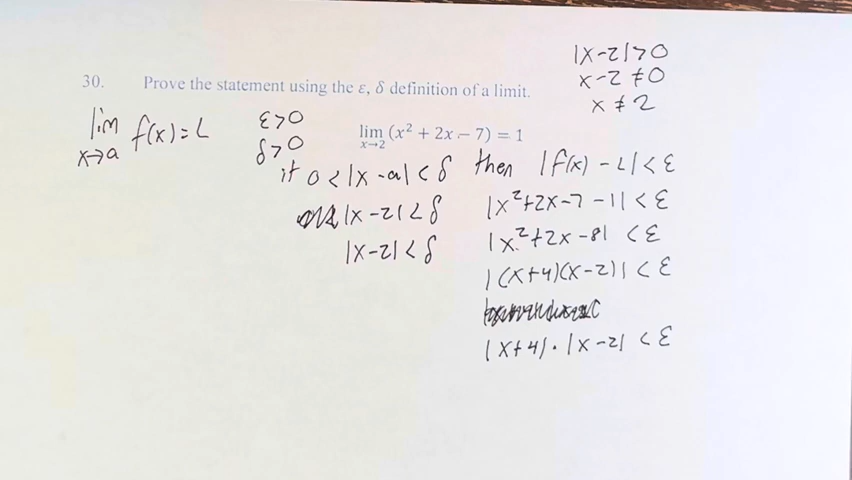 |x-2|>0
x-2≠0
x≠2
30. Prove the statement using the ε, δ definition of a limit.
lim x→a f(x)=L
ε>0
δ>0
lim x→2 (x² + 2x − 7) = 1
if 0<|x-a|<δ then |f(x)-L|<ε
|x-2|<δ |x²+2x-7-1|<ε
|x-2|<δ |x²+2x-8|<ε
|(x+4)(x-2)|<ε
|x+4|·|x-2|<ε